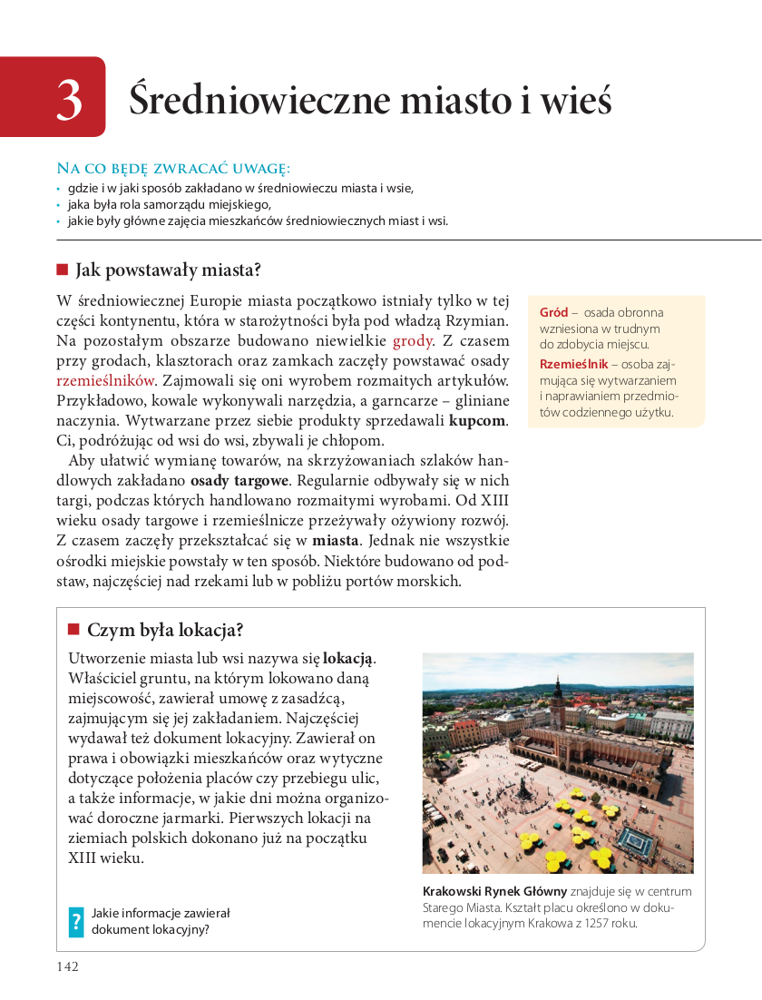 3
Średniowieczne miasto i wieś
Na co będę zwracać uwagę:
• gdzie i w jaki sposób zakładano w średniowieczu miasta i wsie,
• jaka była rola samorządu miejskiego,
• jakie były główne zajęcia mieszkańców średniowiecznych miast i wsi.
Jak powstawały miasta?
W średniowiecznej Europie miasta początkowo istniały tylko w tej
części kontynentu, która w starożytności była pod władzą Rzymian.
Na pozostałym obszarze budowano niewielkie grody. Z czasem
przy grodach, klasztorach oraz zamkach zaczęły powstawać osady
rzemieślników. Zajmowali się oni wyrobem rozmaitych artykułów.
Przykładowo, kowale wykonywali narzędzia, a garncarze – gliniane
naczynia. Wytwarzane przez siebie produkty sprzedawali kupcom.
Ci, podróżując od wsi do wsi, zbywali je chłopom.
Aby ułatwić wymianę towarów, na skrzyżowaniach szlaków han-
dlowych zakładano osady targowe. Regularnie odbywały się w nich
targi, podczas których handlowano rozmaitymi wyrobami. Od XIII
wieku osady targowe i rzemieślnicze przeżywały ożywiony rozwój.
Z czasem zaczęły przekształcać się w miasta. Jednak nie wszystkie
ośrodki miejskie powstały w ten sposób. Niektóre budowano od pod-
staw, najczęściej nad rzekami lub w pobliżu portów morskich.
Gród – osada obronna
wzniesiona w trudnym
do zdobycia miejscu.
Rzemieślnik – osoba zaj-
mująca się wytwarzaniem
i naprawianiem przedmio-
tów codziennego użytku.
Czym była lokacja?
Utworzenie miasta lub wsi nazywa się lokacją.
Właściciel gruntu, na którym lokowano daną
miejscowość, zawierał umowę z zasadźcą,
zajmującym się jej zakładaniem. Najczęściej
wydawał też dokument lokacyjny. Zawierał on
prawa i obowiązki mieszkańców oraz wytyczne
dotyczące położenia placów czy przebiegu ulic,
a także informacje, w jakie dni można organizo-
wać doroczne jarmarki. Pierwszych lokacji na
ziemiach polskich dokonano już na początku
XIII wieku.
? Jakie informacje zawierał
dokument lokacyjny?
Krakowski Rynek Główny znajduje się w centrum
Starego Miasta. Kształt placu określono w doku-
mencie lokacyjnym Krakowa z 1257 roku.
142